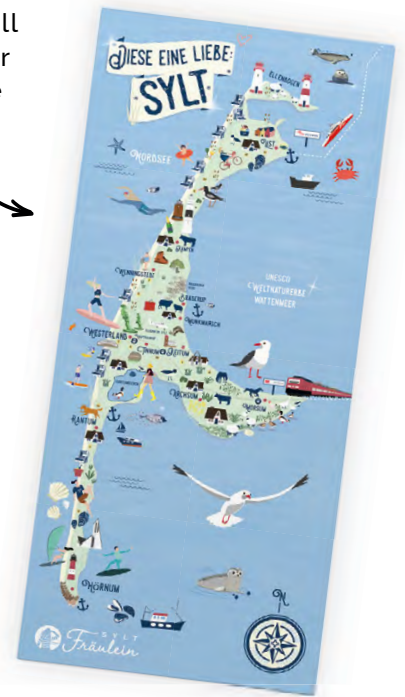 ll
r
DIESE EINE LIEBE:
SYLT
ELLENBOGEN
LIST
NORDSEE
KAMPEN
UNESCO
WELTNATURERBE
WATTENMEER
WENNINGSTEDT
BRADERUP
MUNKMARSCH
WESTERLAND
TINNUM
KEITUM
ARCHSUM
MORSUM
RANTUM
HÖRNUM
N
SYLT
Fräulein